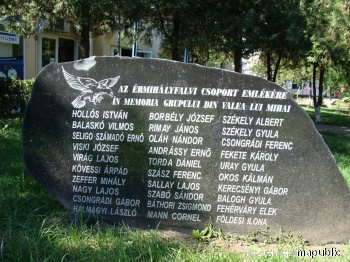 AZ ÉRMIHÁLYFALVI CSOPORT EMLÉKÉRE
IN MEMORIA GRUPULUI DIN VALEA LUI MIHAI
HOLLÓS ISTVÁN
BALASKÓ VILMOS
SELIGO SZÁMADÓ ERNŐ
VISKI JÓZSEF
VIRÁG LAJOS
KÖVESSI ÁRPÁD
ZEFFER MIHÁLY
NAGY LAJOS
CSONGRÁDI GÁBOR
HALMÁGYI LÁSZLÓ
BORBÉLY JÓZSEF
RIMAY JÁNOS
OLÁH NÁNDOR
ANDRÁSSY ERNŐ
TORDA DÁNIEL
SZÁSZ FERENC
SALLAY LAJOS
SZABÓ SÁNDOR
BÁTHORI ZSIGMOND
MANN CORNEL
SZÉKELY ALBERT
SZÉKELY GYULA
CSONGRÁDI FERENC
FEKETE KÁROLY
URAY GYULA
OKOS KÁLMÁN
KERECSÉNYI GÁBOR
BALOGH GYULA
FEHÉRVÁRY ELEK
FÖLDESI ILONA
mapublic